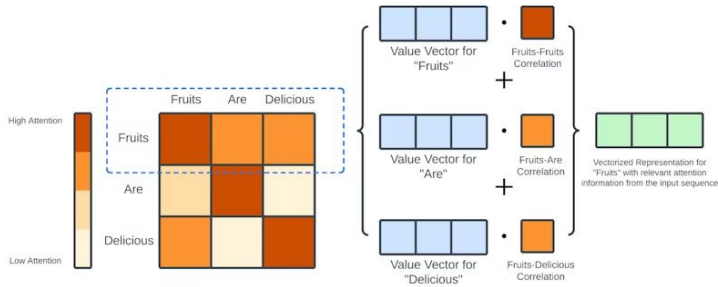 High Attention
Low Attention
Fruits Are Delicious
Fruits
Are
Delicious
Value Vector for
"Fruits"
Fruits-Fruits
Correlation
+
Value Vector for
"Are"
Fruits-Are
Correlation
+
Value Vector for
"Delicious"
Fruits-Delicious
Correlation
Vectorized Representation for
"Fruits" with relevant attention
information from the input sequence